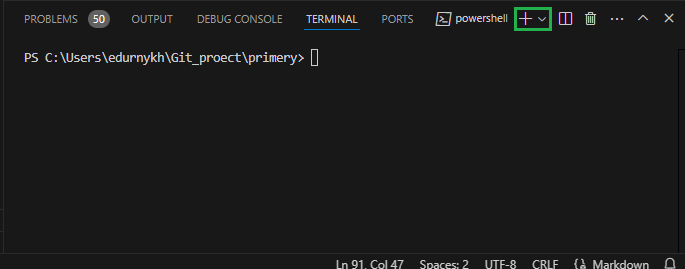 PROBLEMS 50 OUTPUT DEBUG CONSOLE TERMINAL PORTS powershell
PS C:\Users\edurnykh\Git_proect\primery>
Ln 91, Col 47 Spaces: 2 UTF-8 CRLF Markdown